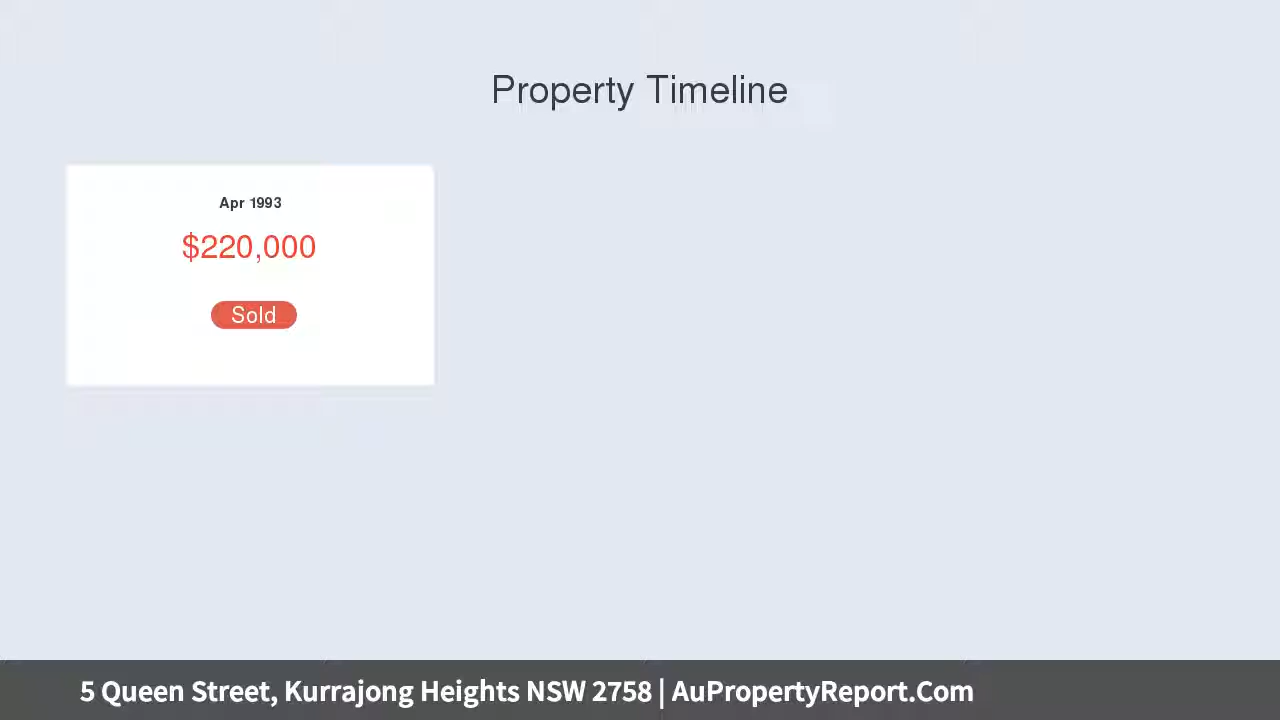 Property Timeline
Apr 1993
$220,000
Sold
5 Queen Street, Kurrajong Heights NSW 2758 | AuPropertyReport.Com